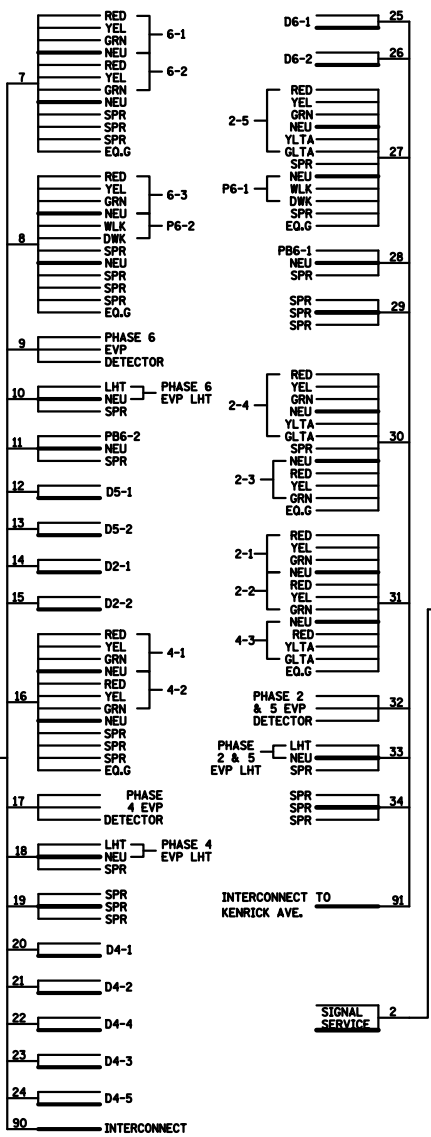 RED
YEL
GRN
NEU
RED
YEL
GRN
NEU
SPR
SPR
SPR
EQ.G
6-1
6-2
7
RED
YEL
GRN
NEU
WLK
DWK
SPR
NEU
SPR
SPR
SPR
EQ.G
6-3
P6-2
8
9
PHASE 6
EVP
DETECTOR
10
LHT
NEU
SPR
PHASE 6
EVP LHT
11
PB6-2
NEU
SPR
12
D5-1
13
D5-2
14
D2-1
15
D2-2
RED
YEL
GRN
NEU
RED
YEL
GRN
NEU
SPR
SPR
SPR
EQ.G
4-1
4-2
16
17
PHASE
4 EVP
DETECTOR
18
LHT
NEU
SPR
PHASE 4
EVP LHT
19
SPR
SPR
SPR
20
D4-1
21
D4-2
22
D4-4
23
D4-3
24
D4-5
90
INTERCONNECT
D6-1
25
D6-2
26
2-5
P6-1
RED
YEL
GRN
NEU
YLTA
GLTA
SPR
NEU
WLK
DWK
SPR
EQ.G
27
PB6-1
NEU
SPR
28
SPR
SPR
SPR
29
2-4
2-3
RED
YEL
GRN
NEU
YLTA
GLTA
SPR
NEU
RED
YEL
GRN
EQ.G
30
2-1
2-2
4-3
RED
YEL
GRN
NEU
RED
YEL
GRN
NEU
RED
YLTA
GLTA
EQ.G
31
PHASE 2
& 5 EVP
DETECTOR
32
PHASE
2 & 5
EVP LHT
LHT
NEU
SPR
33
SPR
SPR
SPR
34
INTERCONNECT TO
KENRICK AVE.
91
SIGNAL
SERVICE
2